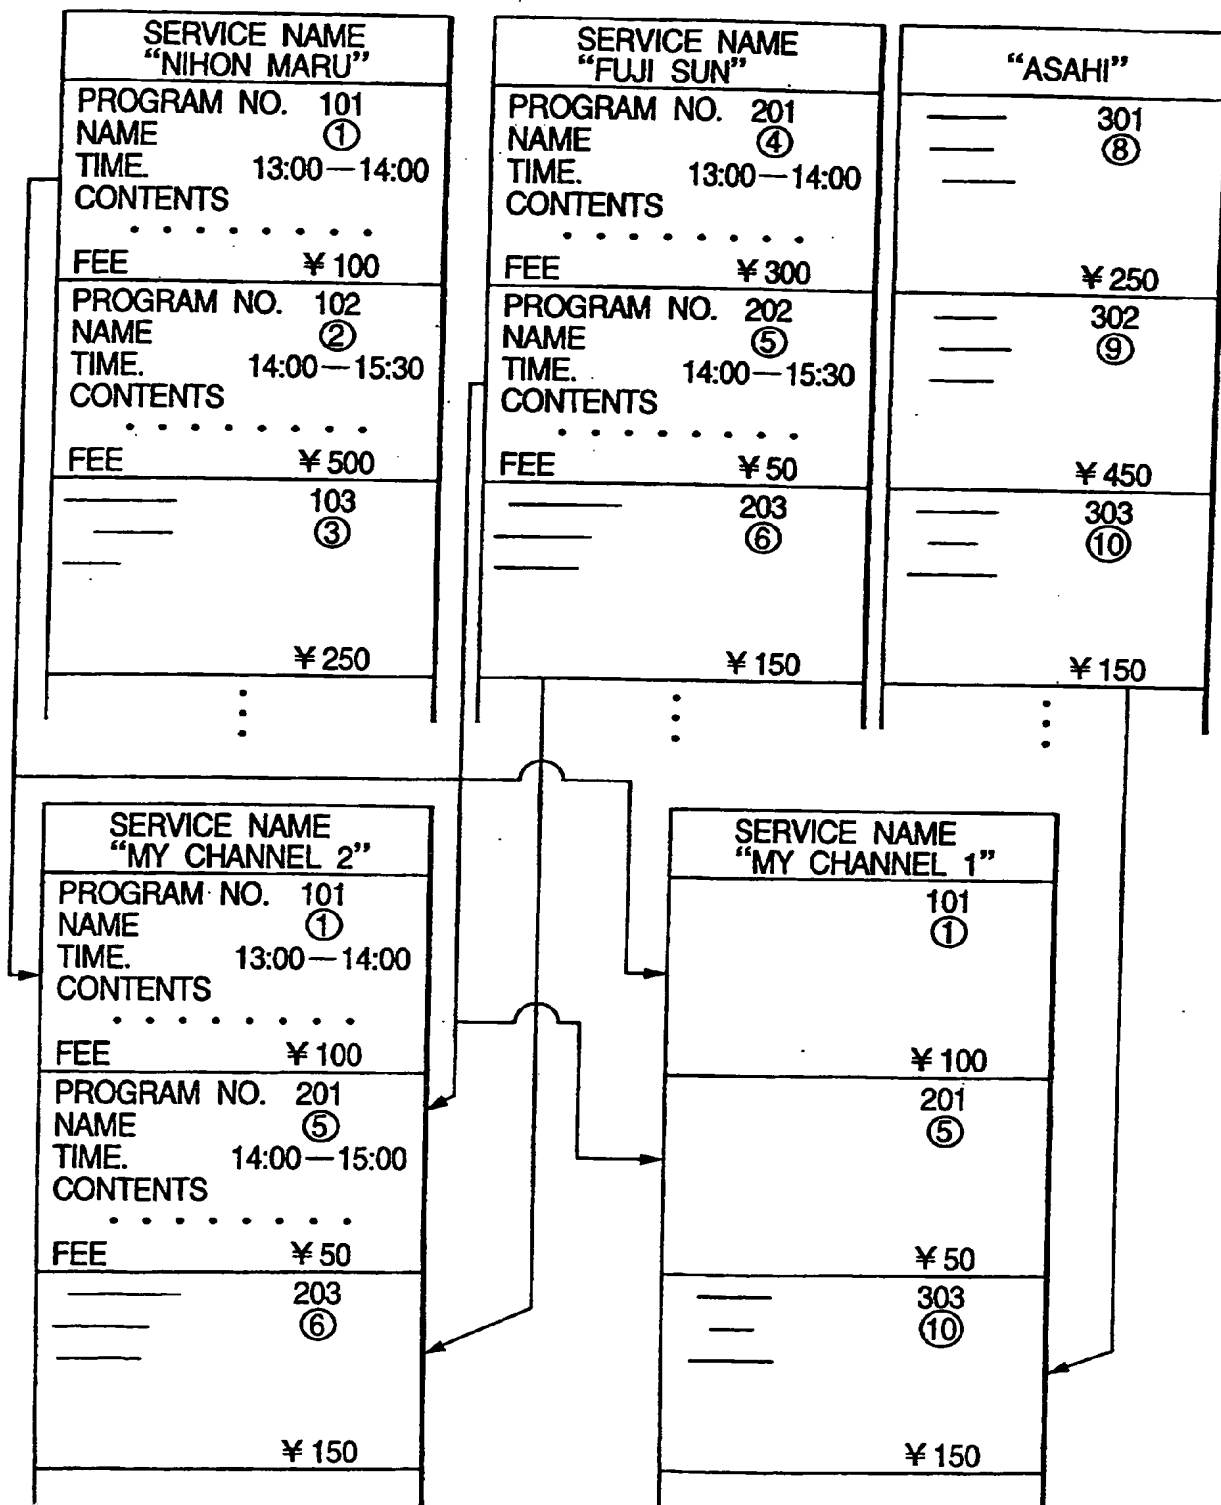 SERVICE NAME
“NIHON MARU”
PROGRAM NO. 101
NAME ①
TIME. 13:00—14:00
CONTENTS
. . . . . . . .
FEE ¥100
PROGRAM NO. 102
NAME ②
TIME. 14:00—15:30
CONTENTS
. . . . . . . .
FEE ¥500
103
③
¥250
SERVICE NAME
“FUJI SUN”
PROGRAM NO. 201
NAME ④
TIME. 13:00—14:00
CONTENTS
. . . . . . . .
FEE ¥300
PROGRAM NO. 202
NAME ⑤
TIME. 14:00—15:30
CONTENTS
. . . . . . . .
FEE ¥50
203
⑥
¥150
“ASAHI”
301
⑧
¥250
302
⑨
¥450
303
⑩
¥150
SERVICE NAME
“MY CHANNEL 2”
PROGRAM NO. 101
NAME ①
TIME. 13:00—14:00
CONTENTS
. . . . . . . .
FEE ¥100
PROGRAM NO. 201
NAME ⑤
TIME. 14:00—15:00
CONTENTS
. . . . . . . .
FEE ¥50
203
⑥
¥150
SERVICE NAME
“MY CHANNEL 1”
101
①
¥100
201
⑤
¥50
303
⑩
¥150